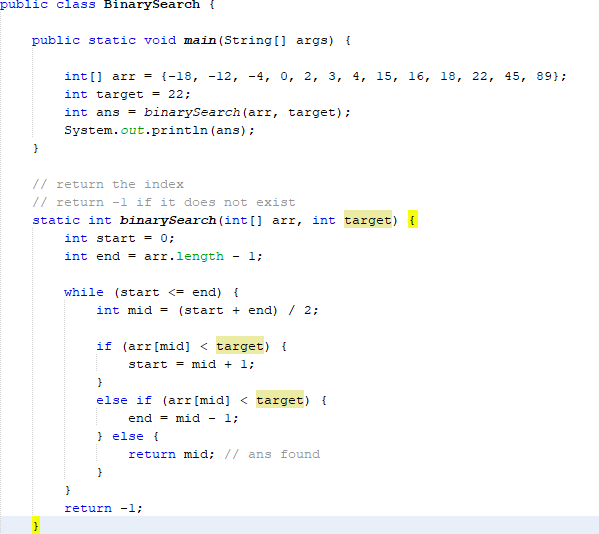 public class BinarySearch {
public static void main(String[] args) {
int[] arr = {-18, -12, -4, 0, 2, 3, 4, 15, 16, 18, 22, 45, 89};
int target = 22;
int ans = binarySearch(arr, target);
System.out.println(ans);
}
// return the index
// return -1 if it does not exist
static int binarySearch(int[] arr, int target) {
int start = 0;
int end = arr.length - 1;
while (start <= end) {
int mid = (start + end) / 2;
if (arr[mid] < target) {
start = mid + 1;
}
else if (arr[mid] < target) {
end = mid - 1;
} else {
return mid; // ans found
}
}
return -1;
}